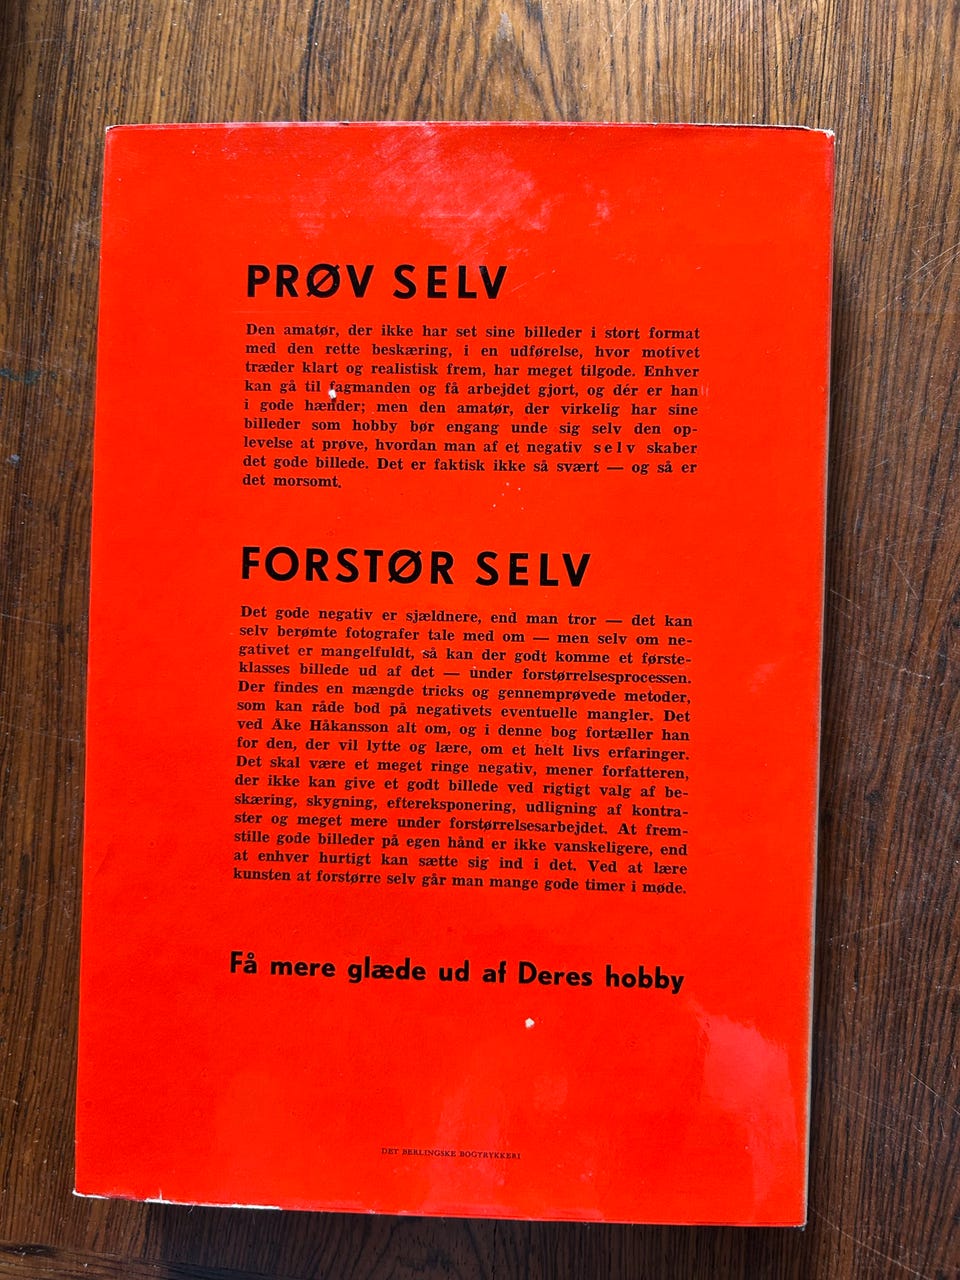 PRØV SELV
Den amatør, der ikke har set sine billeder i stort format
med den rette beskæring, i en udførelse, hvor motivet
træder klart og realistisk frem, har meget tilgode. Enhver
kan gå til fagmanden og få arbejdet gjort, og dér er han
i gode hænder; men den amatør, der virkelig har sine
billeder som hobby bør engang unde sig selv den op-
levelse at prøve, hvordan man af et negativ selv skaber
det gode billede. Det er faktisk ikke så svært — og så er
det morsomt.
FORSTØR SELV
Det gode negativ er sjældnere, end man tror — det kan
selv berømte fotografer tale med om — men selv om ne-
gativet er mangelfuldt, så kan der godt komme et første-
klasses billede ud af det — under forstørrelsesprocessen.
Der findes en mængde tricks og gennemprøvede metoder,
som kan råde bod på negativets eventuelle mangler. Det
ved Ake Håkansson alt om, og i denne bog fortæller han
for den, der vil lytte og lære, om et helt livs erfaringer.
Det skal være et meget ringe negativ, mener forfatteren,
der ikke kan give et godt billede ved rigtigt valg af be-
skæring, skygning, eftereksponering, udligning af kontra-
ster og meget mere under forstørrelsesarbejdet. At frem-
stille gode billeder på egen hånd er ikke vanskeligere, end
at enhver hurtigt kan sætte sig ind i det. Ved at lære
kunsten at forstørre selv går man mange gode timer i møde.
Få mere glæde ud af Deres hobby
DET BERLINGSKE BOGTRYKKERI